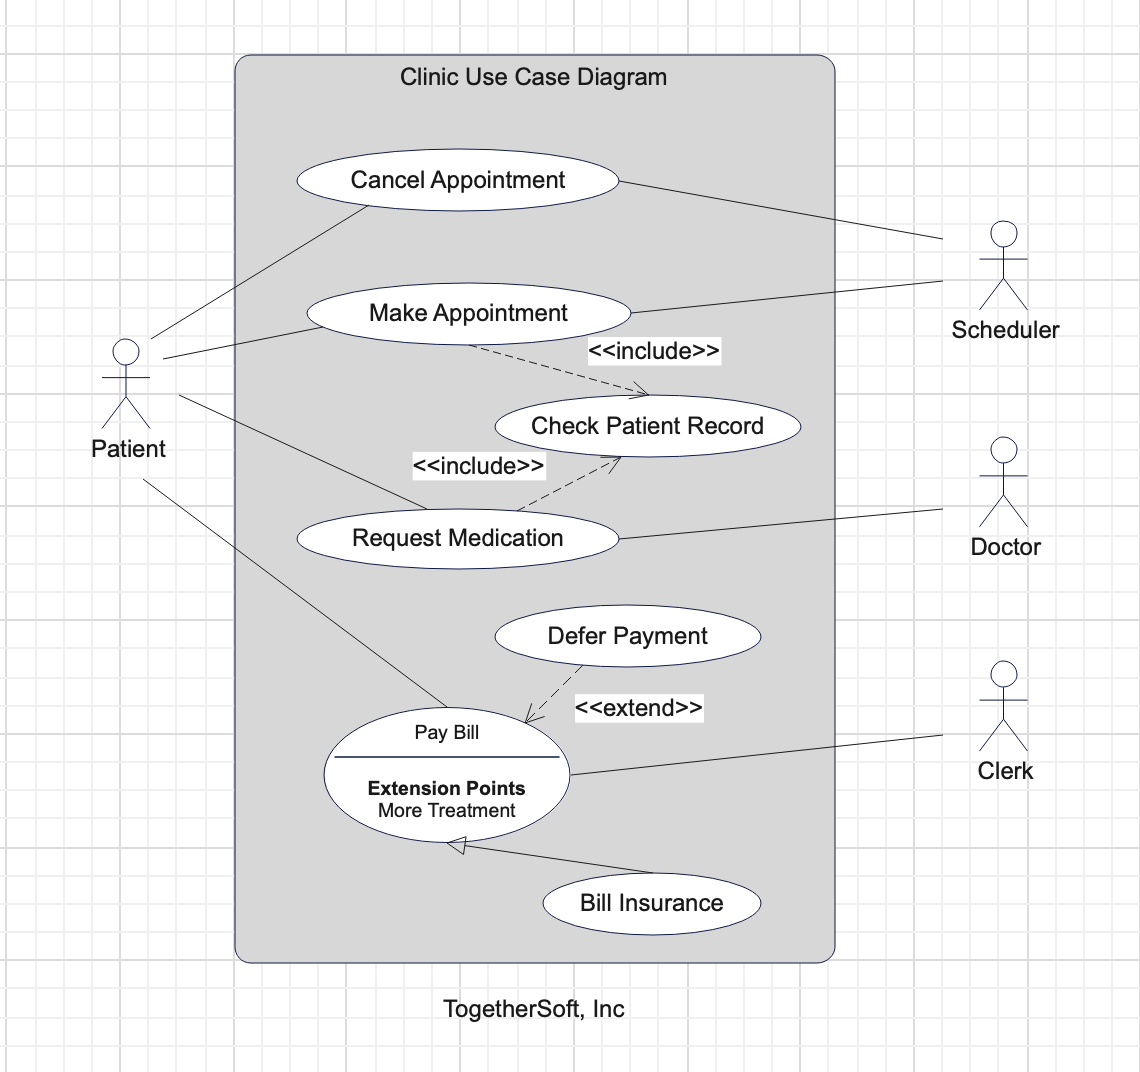 Clinic Use Case Diagram
Cancel Appointment
Make Appointment
Scheduler
<<include>>
Check Patient Record
Patient
<<include>>
Request Medication
Doctor
Defer Payment
<<extend>>
Pay Bill
Extension Points
More Treatment
Clerk
Bill Insurance
TogetherSoft, Inc